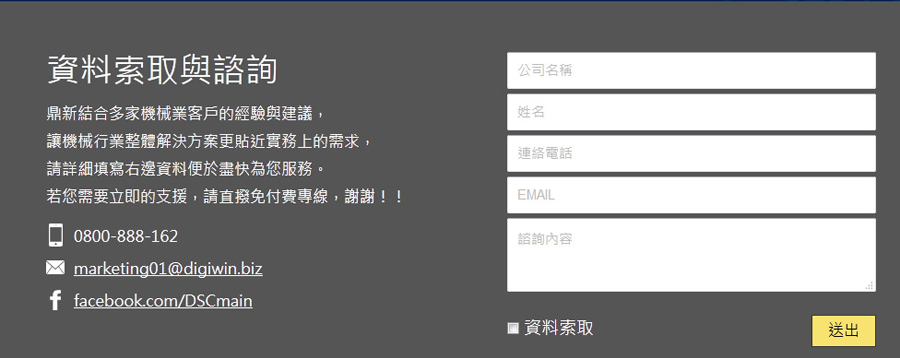 資料索取與諮詢
鼎新結合多家機械業客戶的經驗與建議，
讓機械行業整體解決方案更貼近實務上的需求，
請詳細填寫右邊資料便於盡快為您服務。
若您需要立即的支援，請直撥免付費專線，謝謝！！
0800-888-162
marketing01@digiwin.biz
facebook.com/DSCmain
公司名稱
姓名
連絡電話
EMAIL
諮詢內容
資料索取
送出